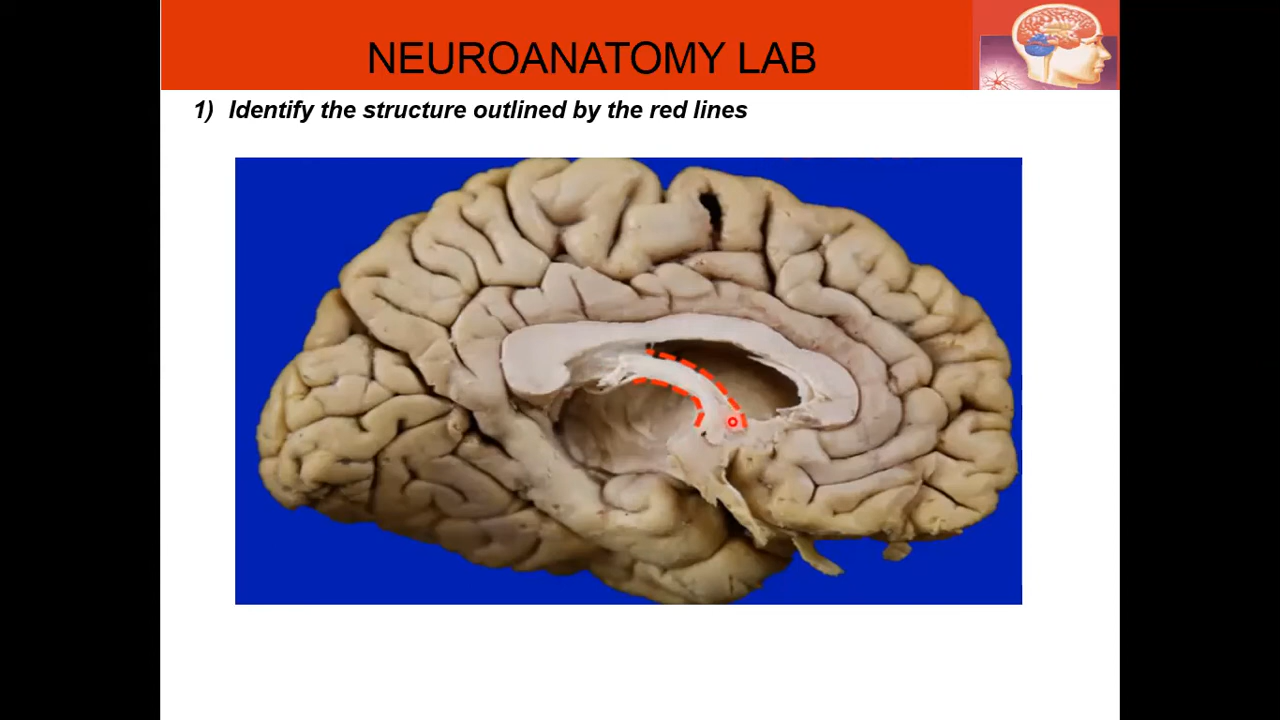 NEUROANATOMY LAB
1) Identify the structure outlined by the red lines